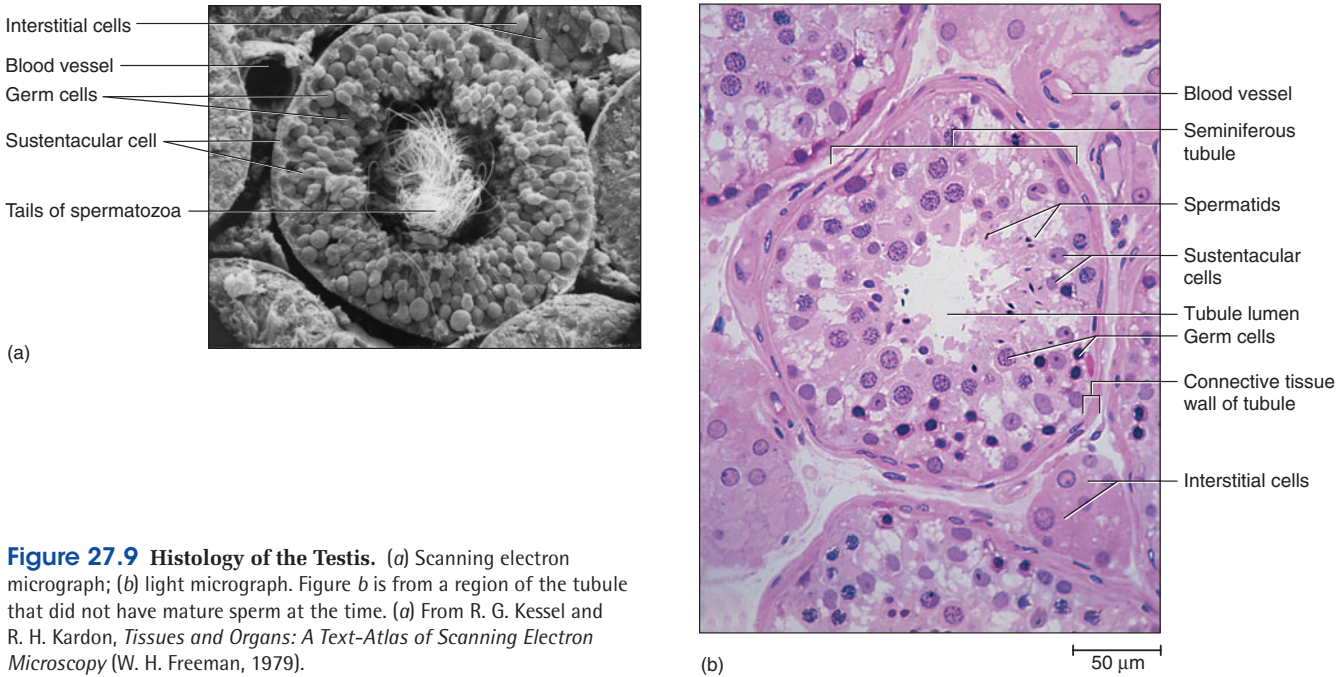 Interstitial cells
Blood vessel
Germ cells
Sustentacular cell
Tails of spermatozoa
(a)
Blood vessel
Seminiferous
tubule
Spermatids
Sustentacular
cells
Tubule lumen
Germ cells
Connective tissue
wall of tubule
Interstitial cells
(b)
50 μm
Figure 27.9 Histology of the Testis. (a) Scanning electron
micrograph; (b) light micrograph. Figure b is from a region of the tubule
that did not have mature sperm at the time. (a) From R. G. Kessel and
R. H. Kardon, Tissues and Organs: A Text-Atlas of Scanning Electron
Microscopy (W. H. Freeman, 1979).